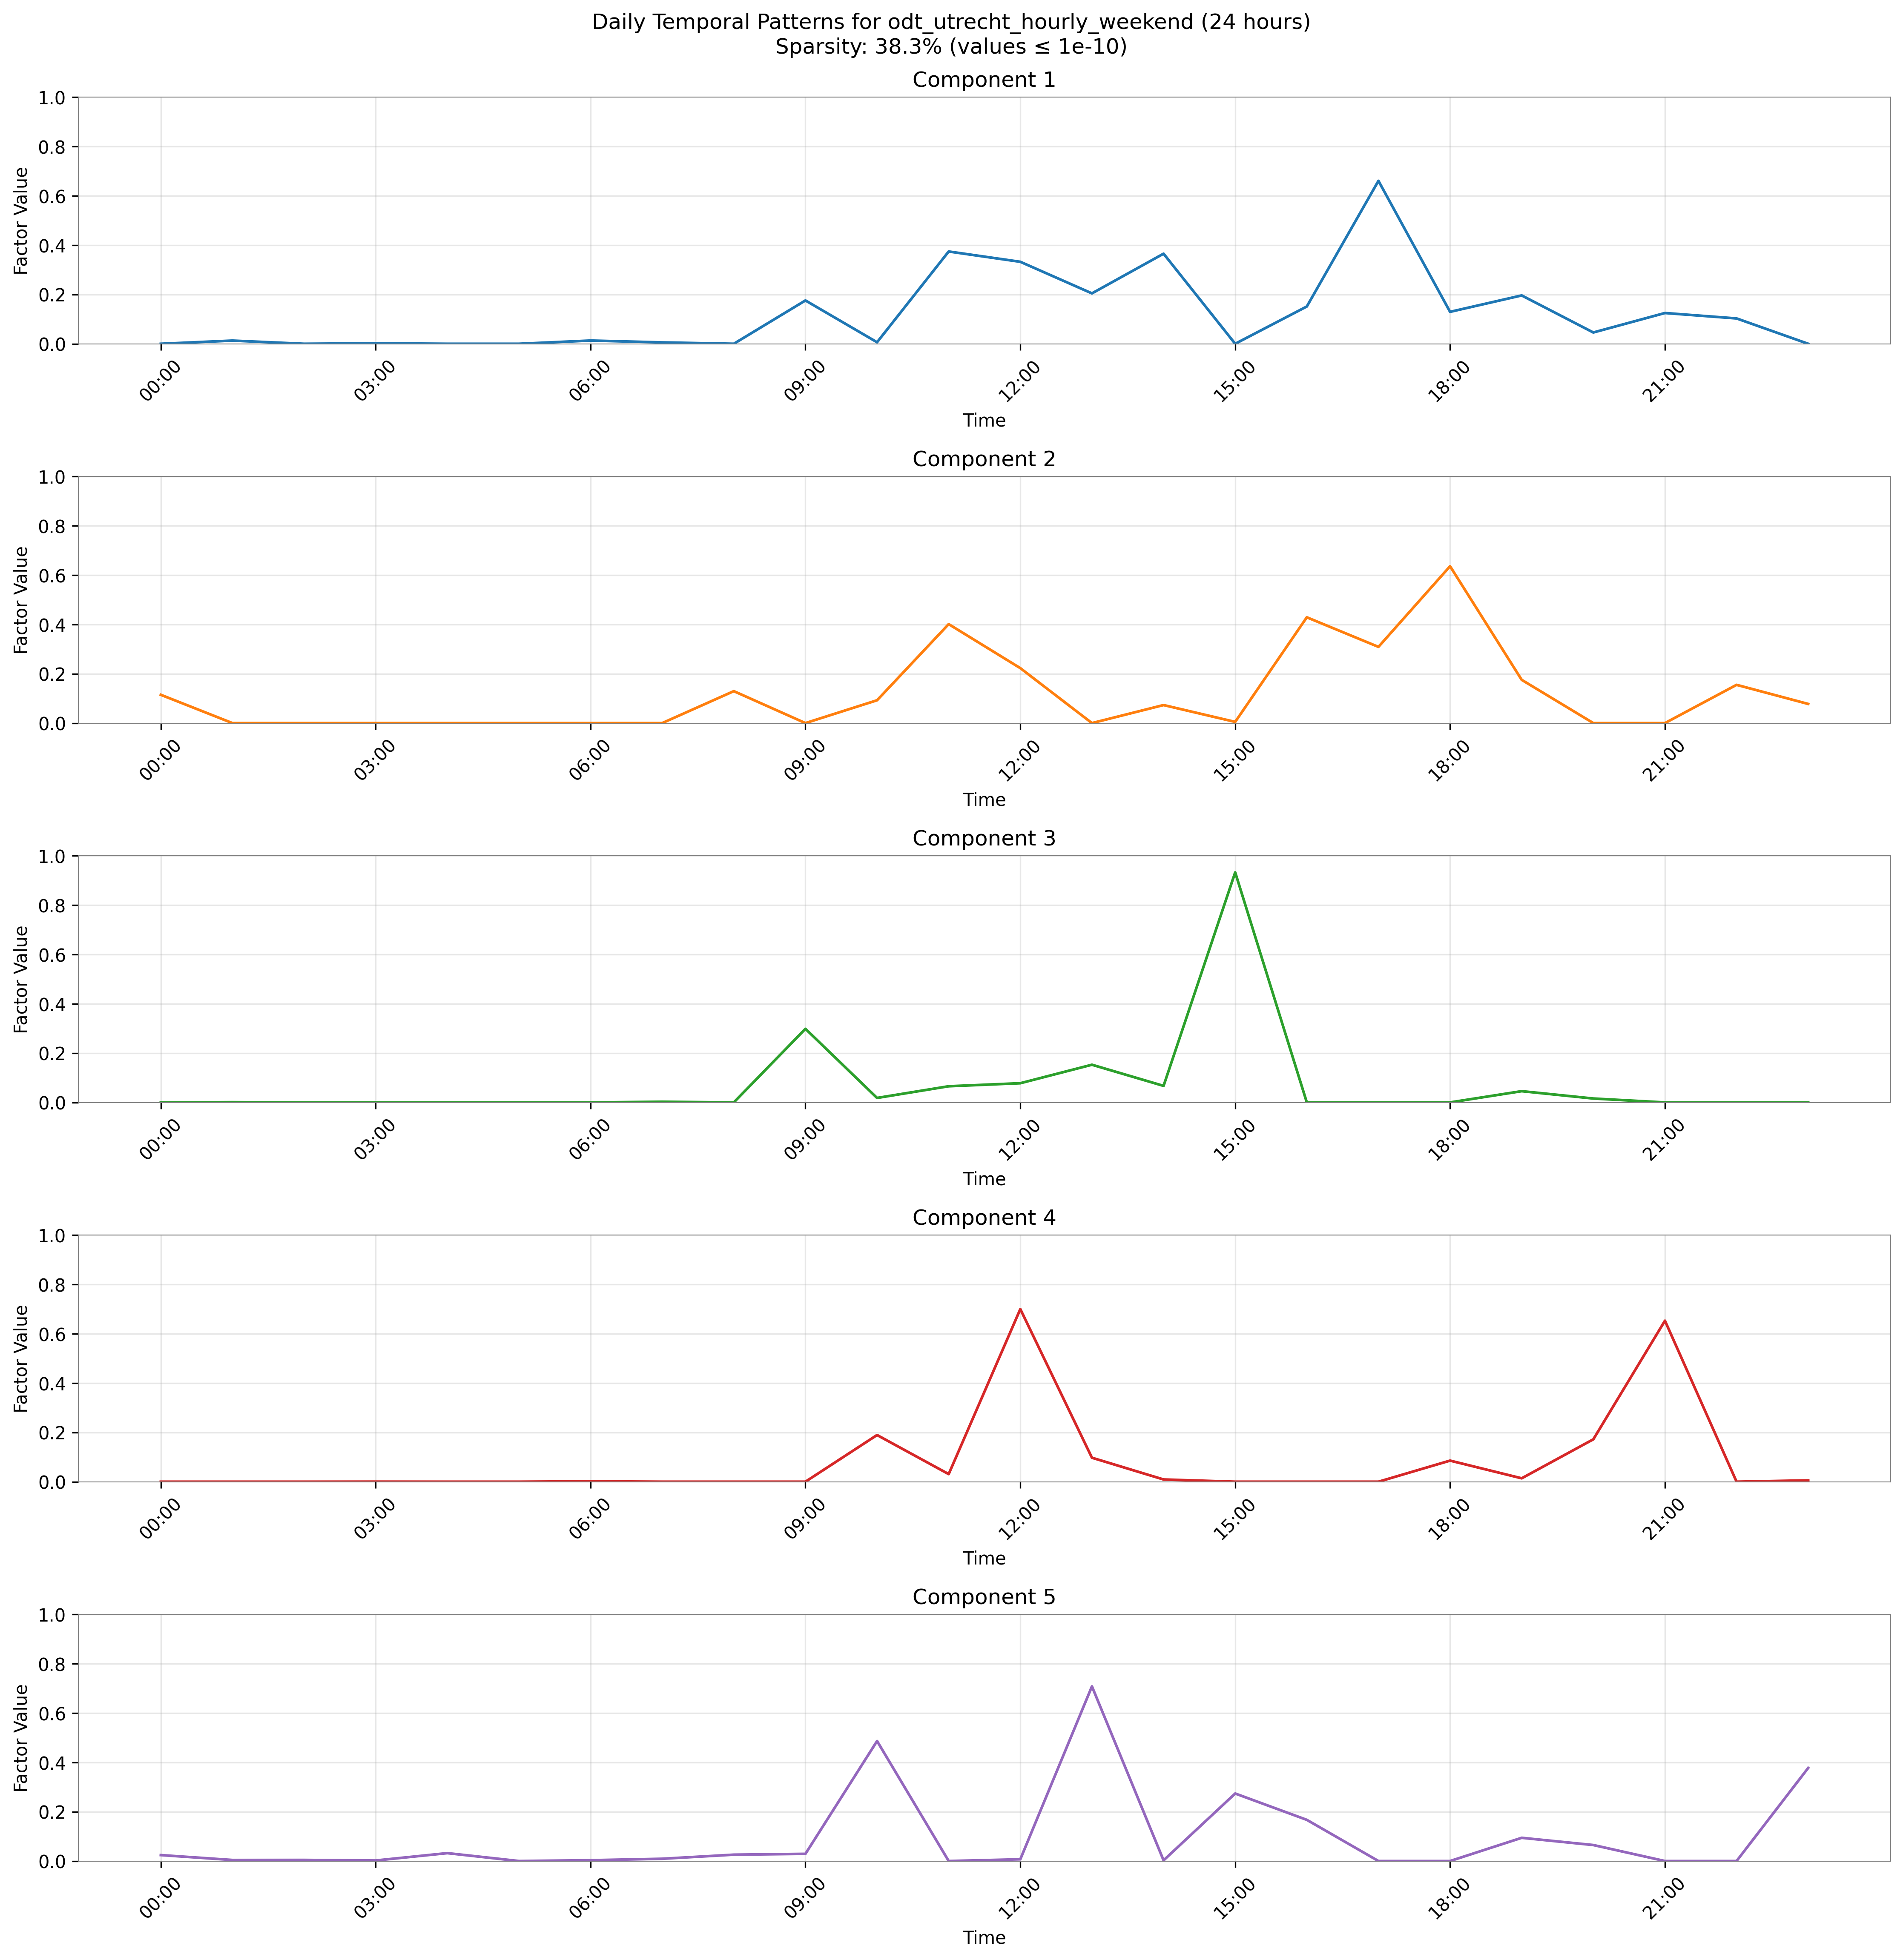 Daily Temporal Patterns for odt_utrecht_hourly_weekend (24 hours)
Sparsity: 38.3% (values ≤ 1e-10)
Component 1
Factor Value
1.0
0.8
0.6
0.4
0.2
0.0
00:00 03:00 06:00 09:00 12:00 15:00 18:00 21:00
Time
Component 2
Factor Value
1.0
0.8
0.6
0.4
0.2
0.0
00:00 03:00 06:00 09:00 12:00 15:00 18:00 21:00
Time
Component 3
Factor Value
1.0
0.8
0.6
0.4
0.2
0.0
00:00 03:00 06:00 09:00 12:00 15:00 18:00 21:00
Time
Component 4
Factor Value
1.0
0.8
0.6
0.4
0.2
0.0
00:00 03:00 06:00 09:00 12:00 15:00 18:00 21:00
Time
Component 5
Factor Value
1.0
0.8
0.6
0.4
0.2
0.0
00:00 03:00 06:00 09:00 12:00 15:00 18:00 21:00
Time